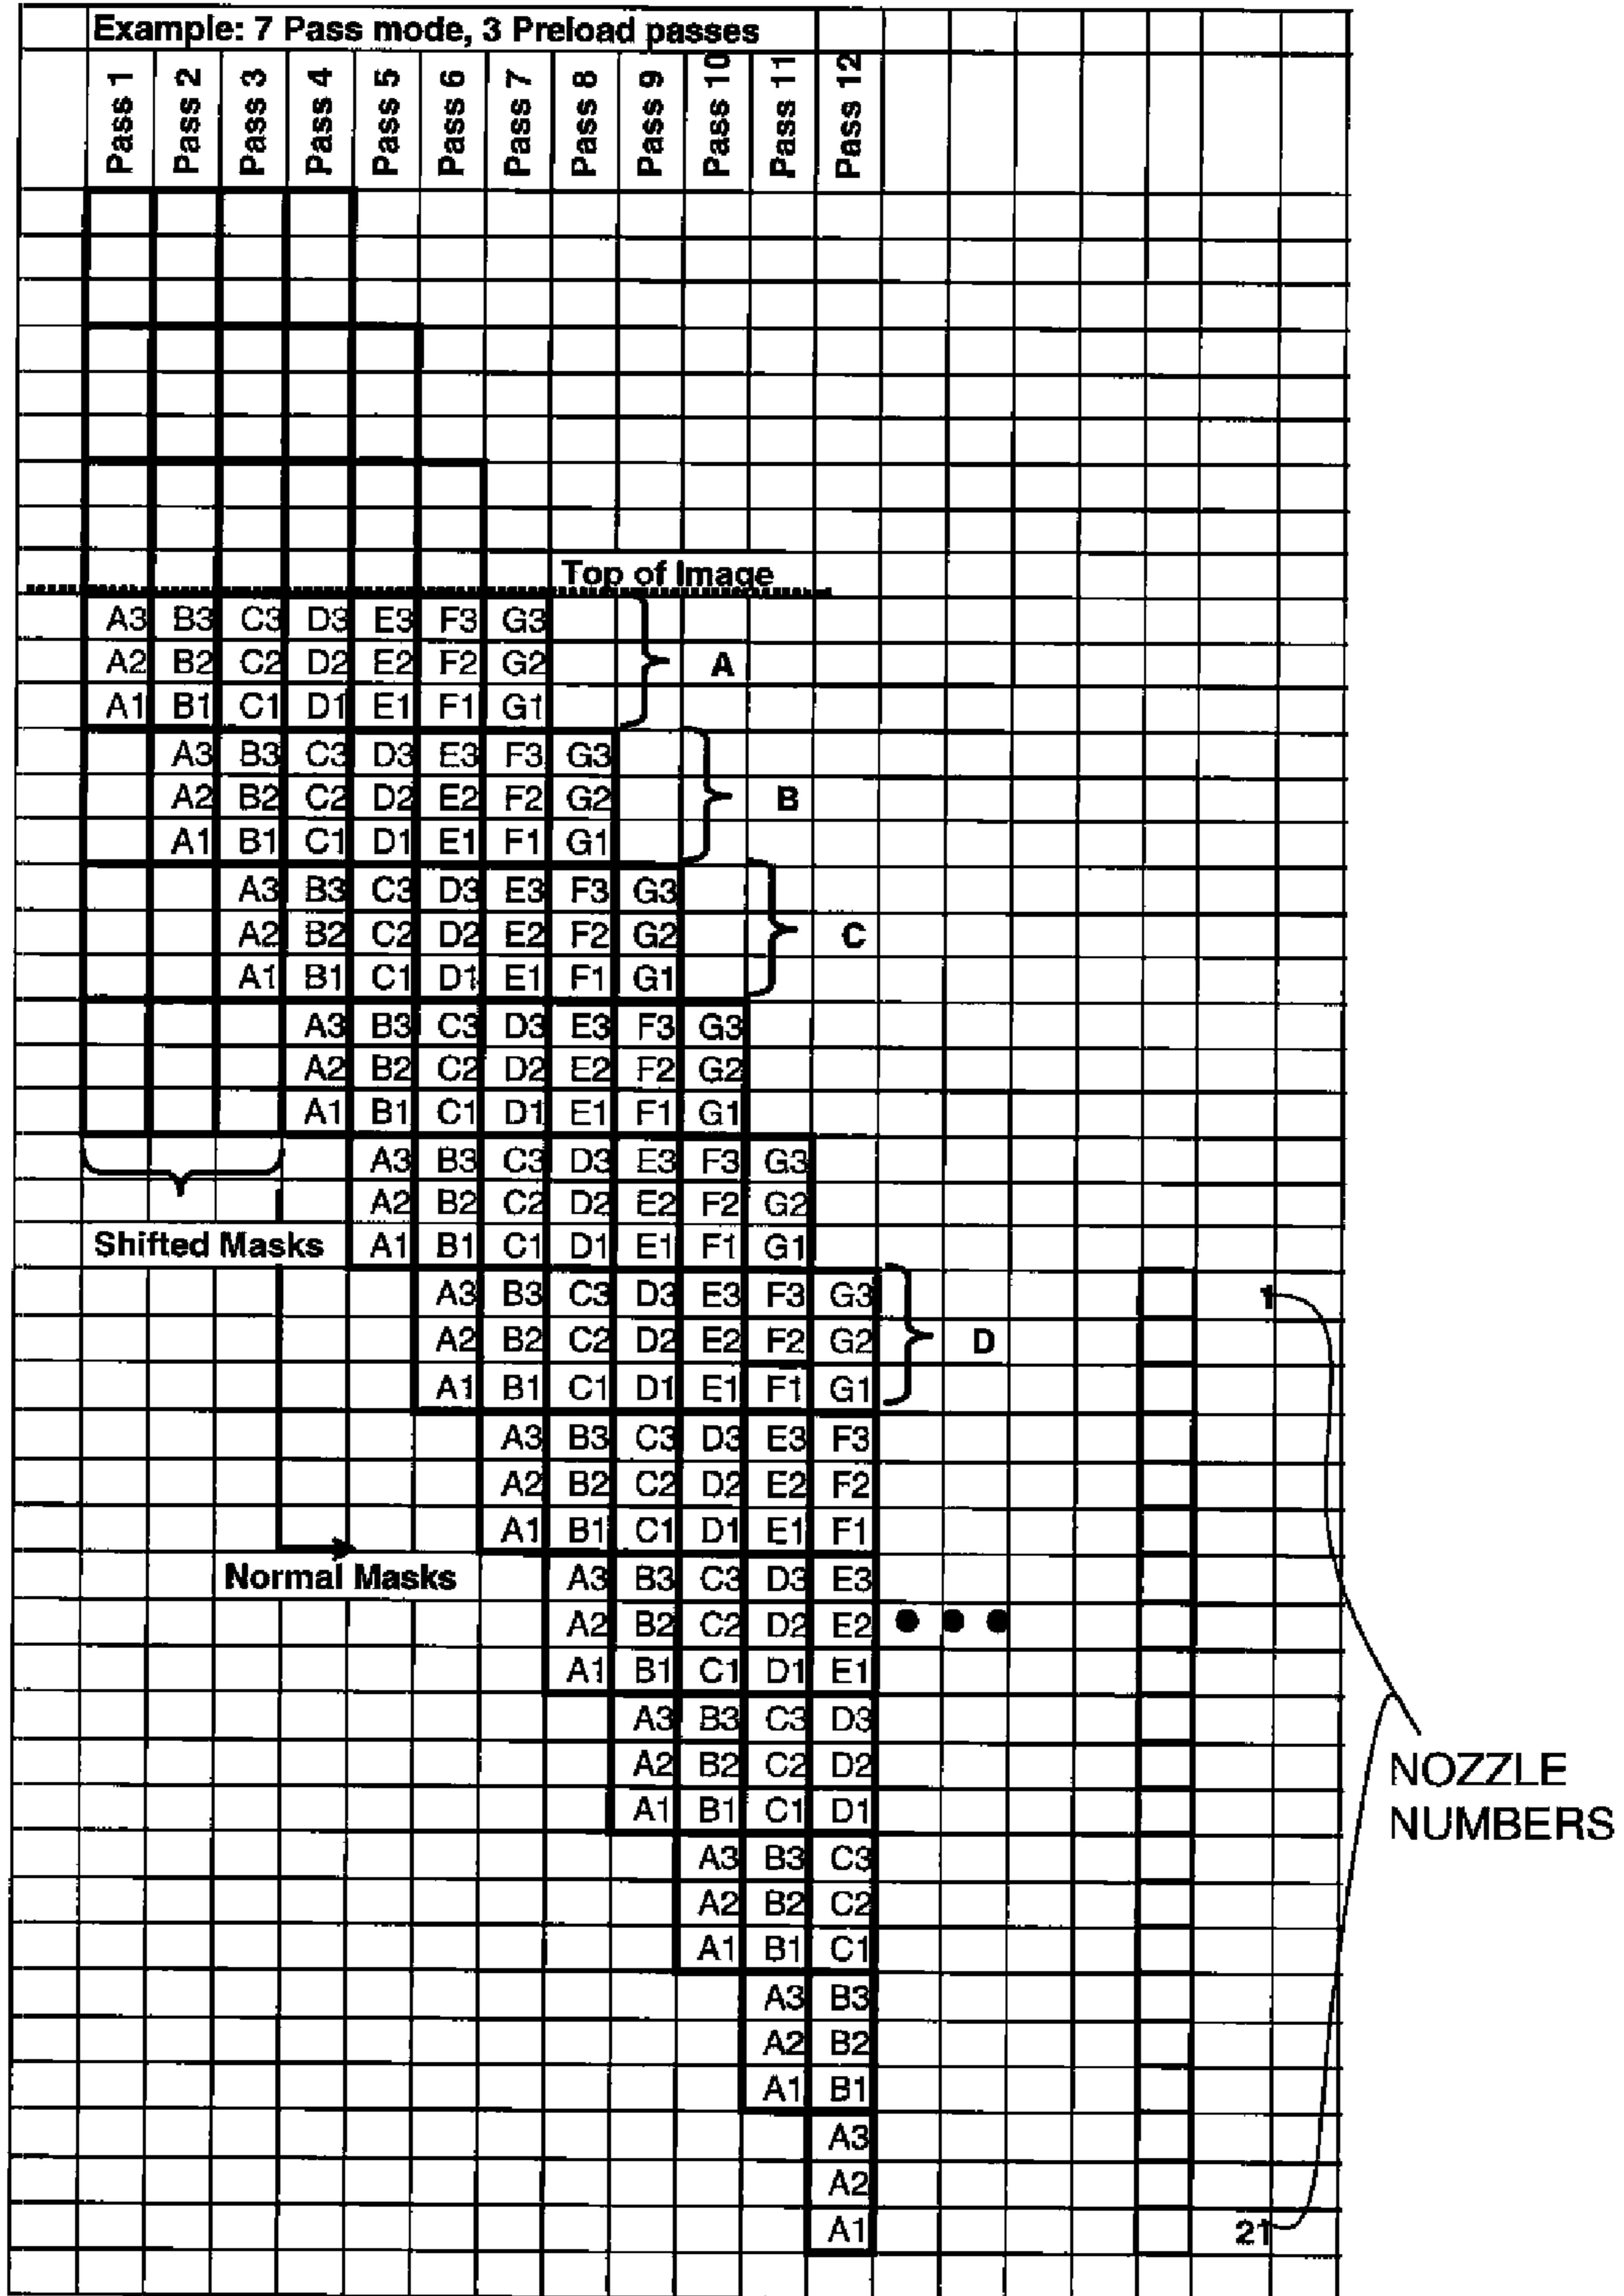 Example: 7 Pass mode, 3 Preload passes
Pass 1 Pass 2 Pass 3 Pass 4 Pass 5 Pass 6 Pass 7 Pass 8 Pass 9 Pass 10 Pass 11 Pass 12
Top of Image
A3 B3 C3 D3 E3 F3 G3
A2 B2 C2 D2 E2 F2 G2 A
A1 B1 C1 D1 E1 F1 G1
A3 B3 C3 D3 E3 F3 G3
A2 B2 C2 D2 E2 F2 G2 B
A1 B1 C1 D1 E1 F1 G1
A3 B3 C3 D3 E3 F3 G3
A2 B2 C2 D2 E2 F2 G2 C
A1 B1 C1 D1 E1 F1 G1
A3 B3 C3 D3 E3 F3 G3
A2 B2 C2 D2 E2 F2 G2
A1 B1 C1 D1 E1 F1 G1
A3 B3 C3 D3 E3 F3 G3
A2 B2 C2 D2 E2 F2 G2
Shifted Masks A1 B1 C1 D1 E1 F1 G1
A3 B3 C3 D3 E3 F3 G3 1
A2 B2 C2 D2 E2 F2 G2 D
A1 B1 C1 D1 E1 F1 G1
A3 B3 C3 D3 E3 F3
A2 B2 C2 D2 E2 F2
A1 B1 C1 D1 E1 F1
Normal Masks A3 B3 C3 D3 E3
A2 B2 C2 D2 E2
A1 B1 C1 D1 E1
A3 B3 C3 D3
A2 B2 C2 D2
NOZZLE
A1 B1 C1 D1
NUMBERS
A3 B3 C3
A2 B2 C2
A1 B1 C1
A3 B3
A2 B2
A1 B1
A3
A2
A1 21